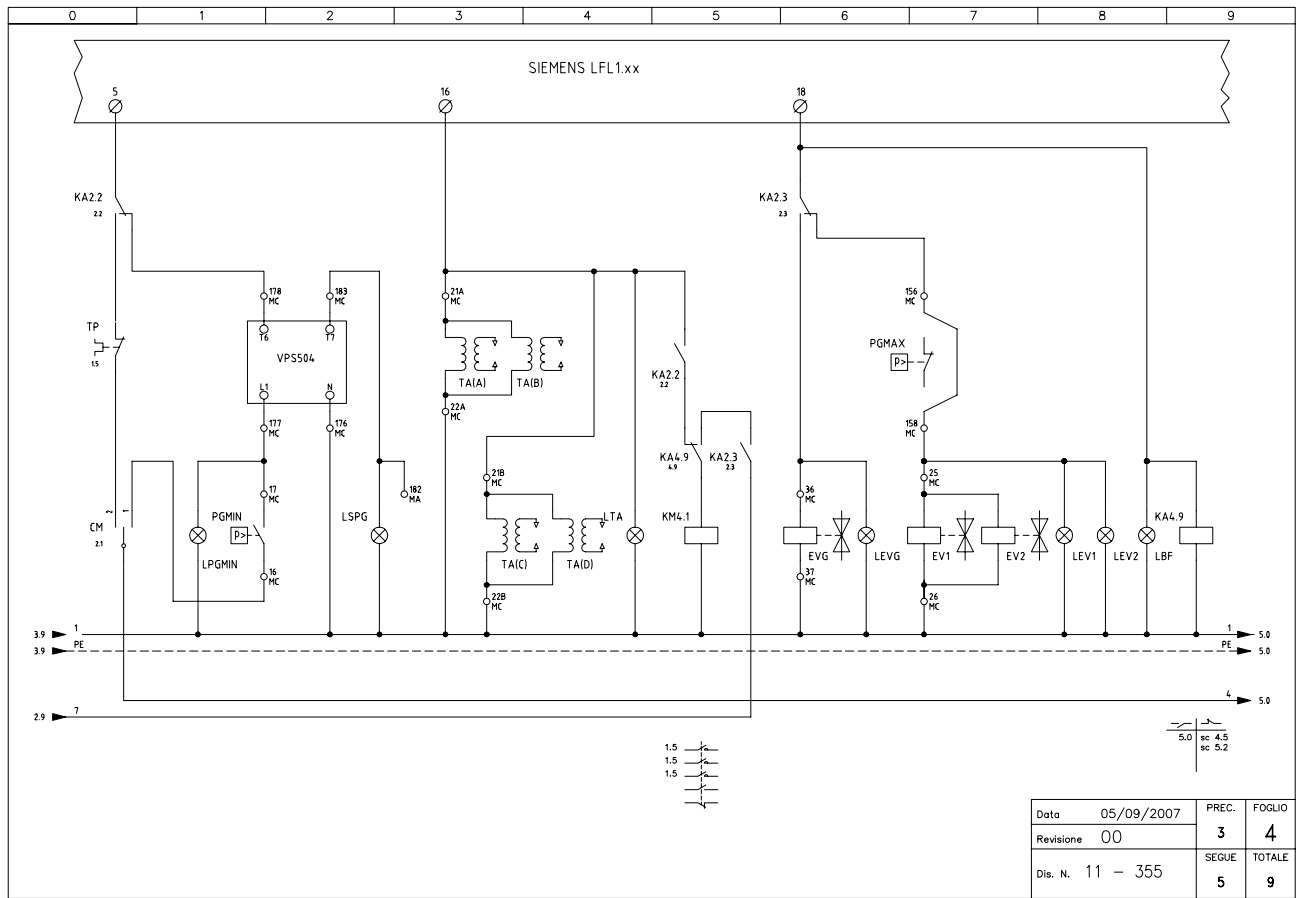 0 1 2 3 4 5 6 7 8 9
SIEMENS LFL1.xx
5 16 18
KA2.2
2.2
KA2.3
2.3
178
MC
183
MC
21A
MC
156
MC
TP
1.5
T6 T7
VPS504
L1 N
TA(A) TA(B)
KA2.2
2.2
PGMAX
P>
22A
MC
177
MC
176
MC
158
MC
KA4.9
4.9
KA2.3
2.3
21B
MC
25
MC
17
MC
182
MA
36
MC
2 1
CM
2.1
PGMIN
P>
LPGMIN
LSPG
TA(C) TA(D)
LTA
KM4.1
EVG
LEVG
EV1
EV2
LEV1
LEV2
LBF
KA4.9
16
MC
37
MC
22B
MC
26
MC
3.9 1 1 5.0
3.9 PE PE 5.0
4 5.0
2.9 7
5.0 sc 4.5
sc 5.2
1.5
1.5
1.5
Data 05/09/2007 PREC. FOGLIO
3 4
Revisione 00
SEGUE TOTALE
Dis. N. 11 - 355
5 9